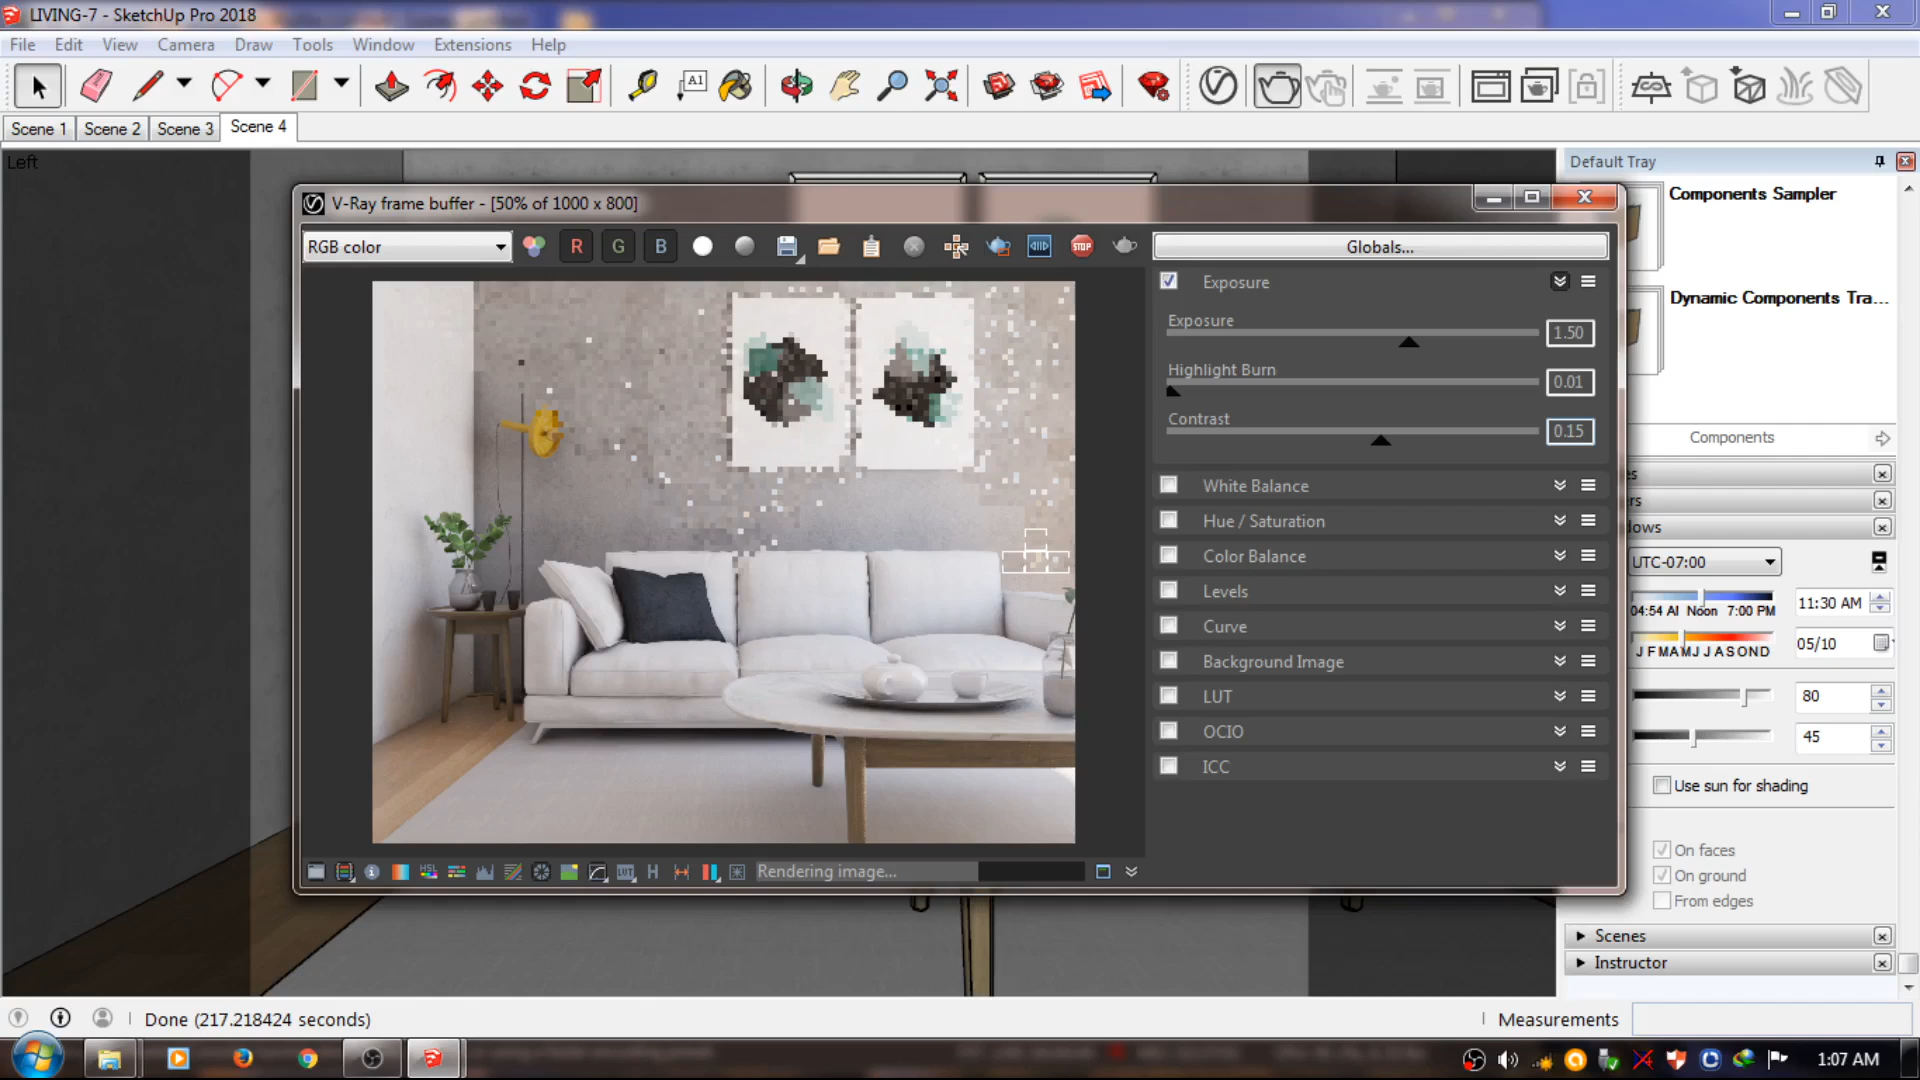 LIVING-7 - SketchUp Pro 2018
File Edit View Camera Draw Tools Window Extensions Help
A1
Scene 1 Scene 2 Scene 3 Scene 4
Left
Default Tray
Components Sampler
Dynamic Components Tra...
Components
V-Ray frame buffer - [50% of 1000 x 800]
RGB color
R G B
STOP
Globals...
Exposure
Exposure
1.50
Highlight Burn
0.01
Contrast
0.15
White Balance
Hue / Saturation
Color Balance
Levels
Curve
Background Image
LUT
OCIO
ICC
HSL
LUT
H
Rendering image...
UTC-07:00
04:54 AI Noon 7:00 PM
11:30 AM
J F M A M J J A S O N D
05/10
80
45
Use sun for shading
On faces
On ground
From edges
Scenes
Instructor
Done (217.218424 seconds)
Measurements
1:07 AM